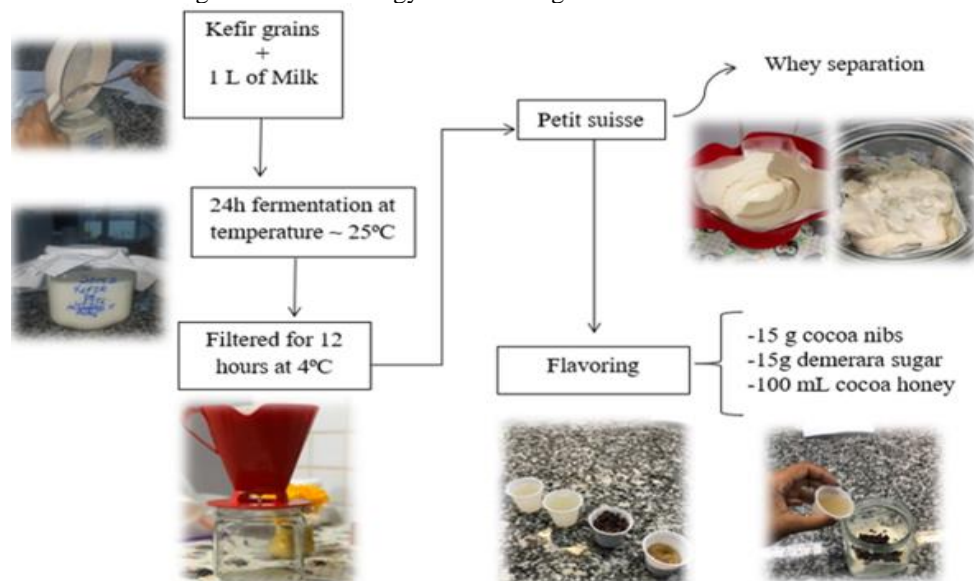 Kefir grains
+
1 L of Milk
24h fermentation at
temperature ~ 25ºC
Filtered for 12
hours at 4ºC
Petit suisse
Whey separation
Flavoring
-15 g cocoa nibs
-15g demerara sugar
-100 mL cocoa honey